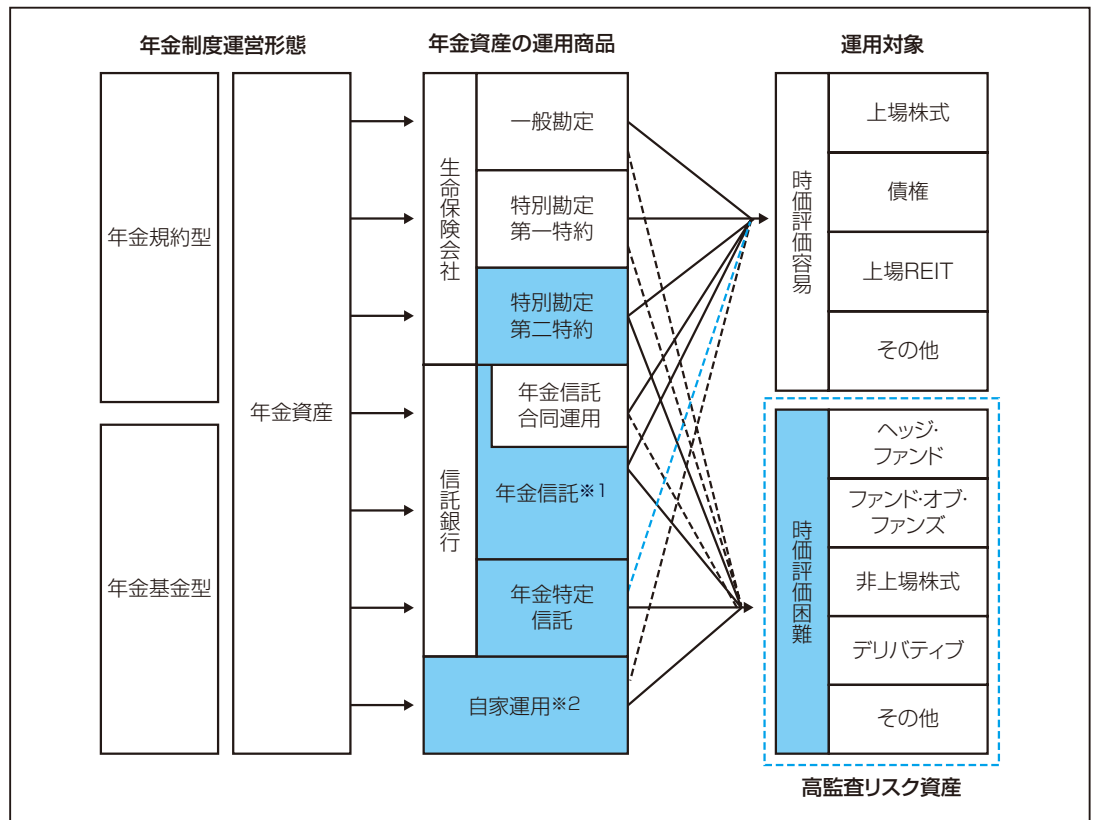 年金制度運営形態
年金資産の運用商品
運用対象
年金規約型
年金基金型
年金資産
生命保険会社
一般勘定
特別勘定
第一特約
特別勘定
第二特約
信託銀行
年金信託
合同運用
年金信託※1
年金特定
信託
自家運用※2
時価評価容易
上場株式
債権
上場REIT
その他
時価評価困難
ヘッジ・
ファンド
ファンド・オブ・
ファンズ
非上場株式
デリバティブ
その他
高監査リスク資産